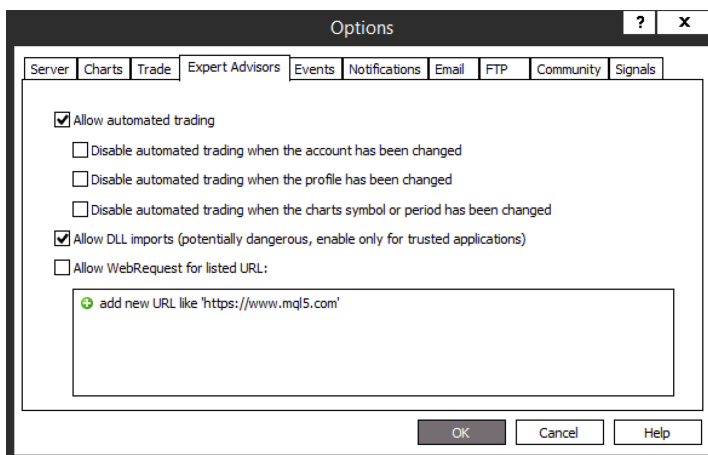 Options
?
x
Server Charts Trade Expert Advisors Events Notifications Email FTP Community Signals
Allow automated trading
Disable automated trading when the account has been changed
Disable automated trading when the profile has been changed
Disable automated trading when the charts symbol or period has been changed
Allow DLL imports (potentially dangerous, enable only for trusted applications)
Allow WebRequest for listed URL:
add new URL like 'https://www.mql5.com'
OK Cancel Help